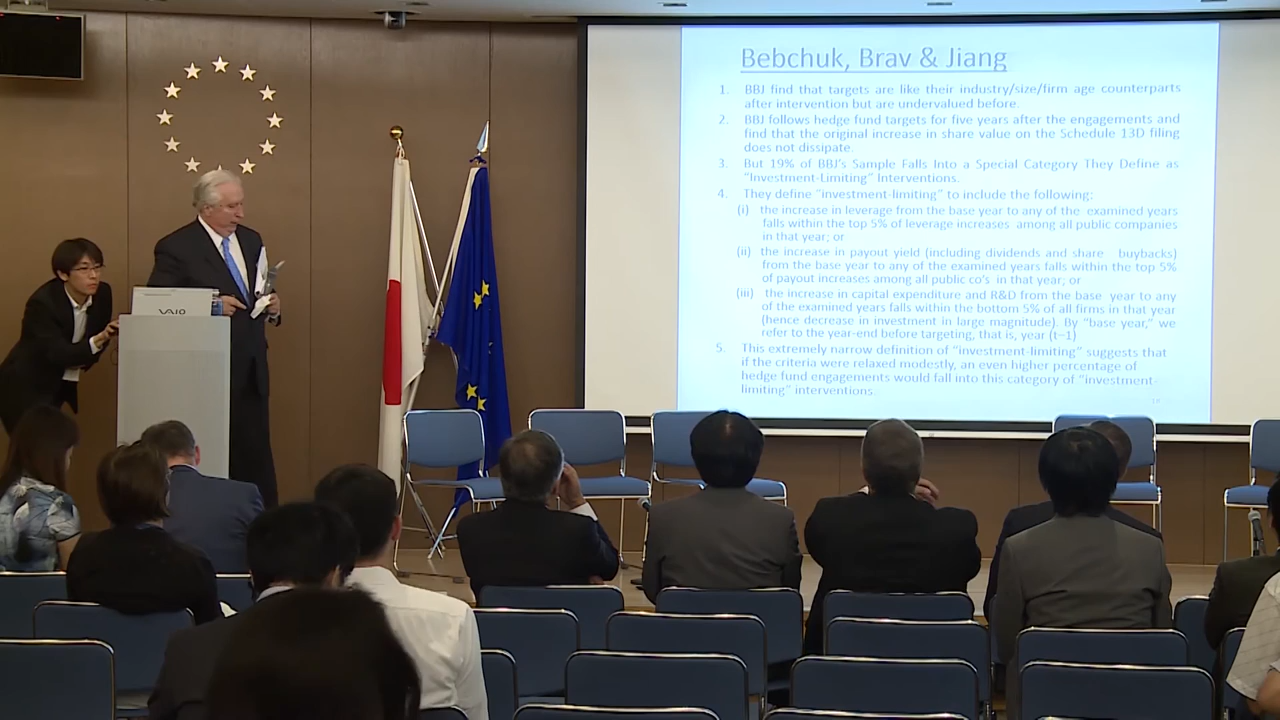 Bebchuk, Brav & Jiang
1. BBJ find that targets are like their industry/size/firm age counterparts
after intervention but are undervalued before.
2. BBJ follows hedge fund targets for five years after the engagements and
find that the original increase in share value on the Schedule 13D filing
does not dissipate.
3. But 19% of BBJ's Sample Falls Into a Special Category They Define as
"Investment-Limiting" Interventions.
4. They define "investment-limiting" to include the following:
(i) the increase in leverage from the base year to any of the examined years
falls within the top 5% of leverage increases among all public companies
in that year; or
(ii) the increase in payout yield (including dividends and share buybacks)
from the base year to any of the examined years falls within the top 5%
of payout increases among all public co's in that year; or
(iii) the increase in capital expenditure and R&D from the base year to any
of the examined years falls within the bottom 5% of all firms in that year
(hence decrease in investment in large magnitude). By "base year," we
refer to the year-end before targeting, that is, year (t–1)
5. This extremely narrow definition of "investment-limiting" suggests that
if the criteria were relaxed modestly, an even higher percentage of
hedge fund engagements would fall into this category of "investment-
limiting" interventions.
VAIO